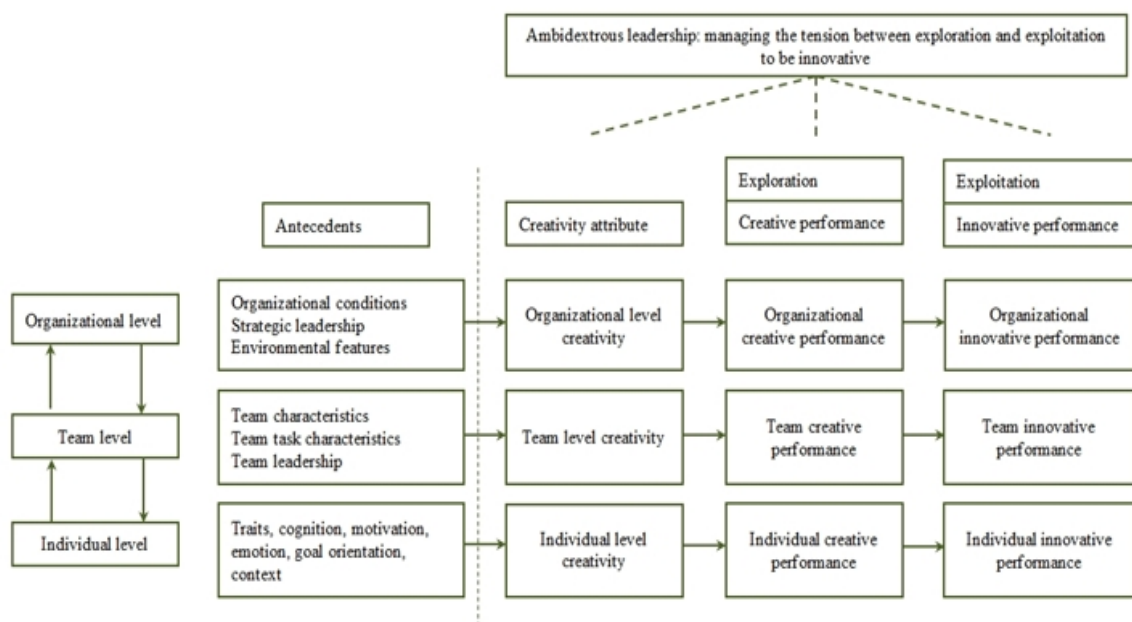 Ambidextrous leadership: managing the tension between exploration and exploitation
to be innovative
Exploration
Exploitation
Antecedents
Creativity attribute
Creative performance
Innovative performance
Organizational level
Organizational conditions
Strategic leadership
Environmental features
Organizational level
creativity
Organizational
creative performance
Organizational
innovative performance
Team level
Team characteristics
Team task characteristics
Team leadership
Team level creativity
Team creative
performance
Team innovative
performance
Individual level
Traits, cognition, motivation,
emotion, goal orientation,
context
Individual level
creativity
Individual creative
performance
Individual innovative
performance